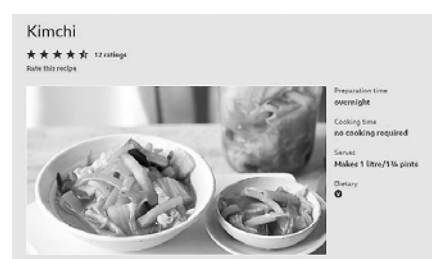 Kimchi
12 ratings
Rate this recipe
Preparation time
overnight
Cooking time
no cooking required
Serves
Makes 1 litre/1¾ pints
Dietary
V